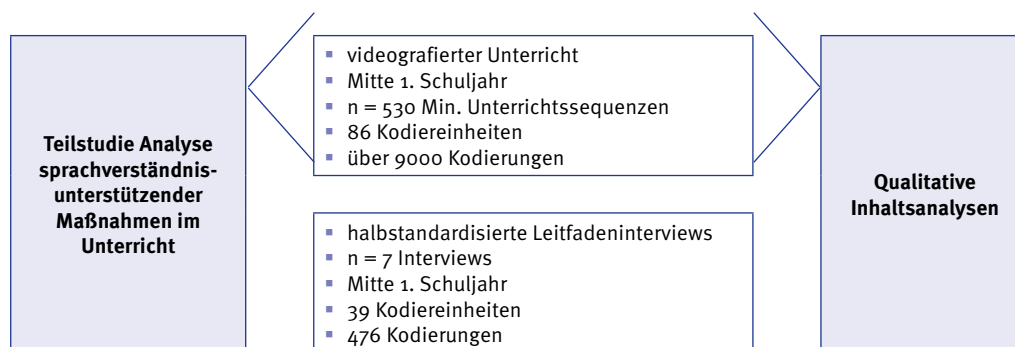 Teilstudie Analyse
sprachverständnis-
unterstützender
Maßnahmen im
Unterricht
▪ videografierter Unterricht
▪ Mitte 1. Schuljahr
▪ n = 530 Min. Unterrichtssequenzen
▪ 86 Kodiereinheiten
▪ über 9000 Kodierungen
▪ halbstandardisierte Leitfadeninterviews
▪ n = 7 Interviews
▪ Mitte 1. Schuljahr
▪ 39 Kodiereinheiten
▪ 476 Kodierungen
Qualitative
Inhaltsanalysen